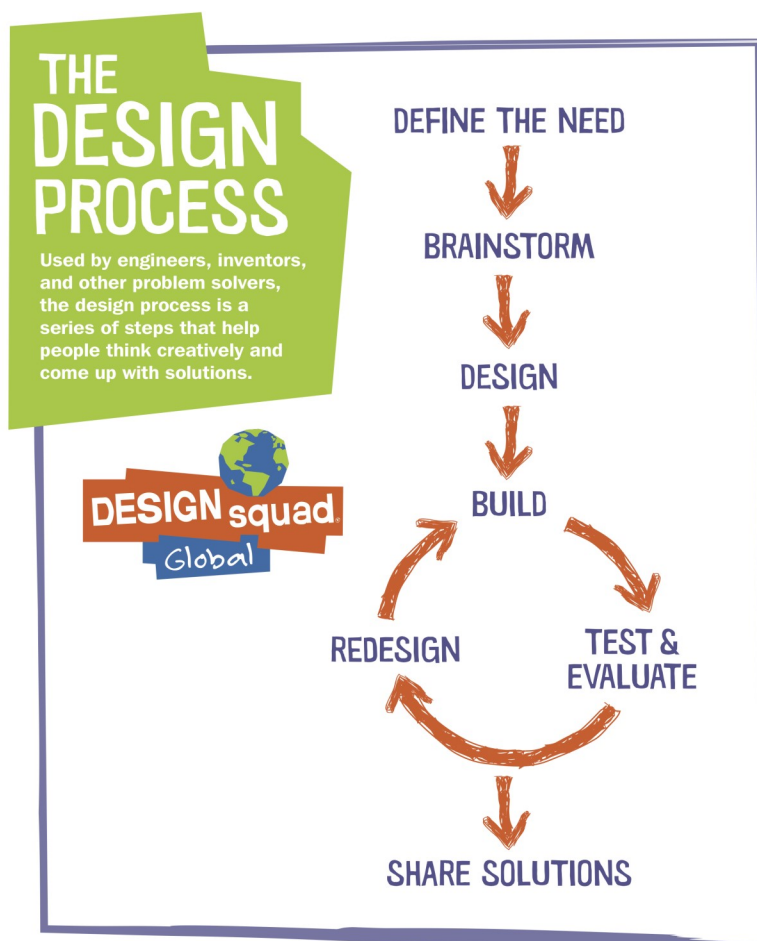 THE
DESIGN
PROCESS
Used by engineers, inventors,
and other problem solvers,
the design process is a
series of steps that help
people think creatively and
come up with solutions.
DESIGN squad®
Global
DEFINE THE NEED
BRAINSTORM
DESIGN
BUILD
TEST &
EVALUATE
REDESIGN
SHARE SOLUTIONS